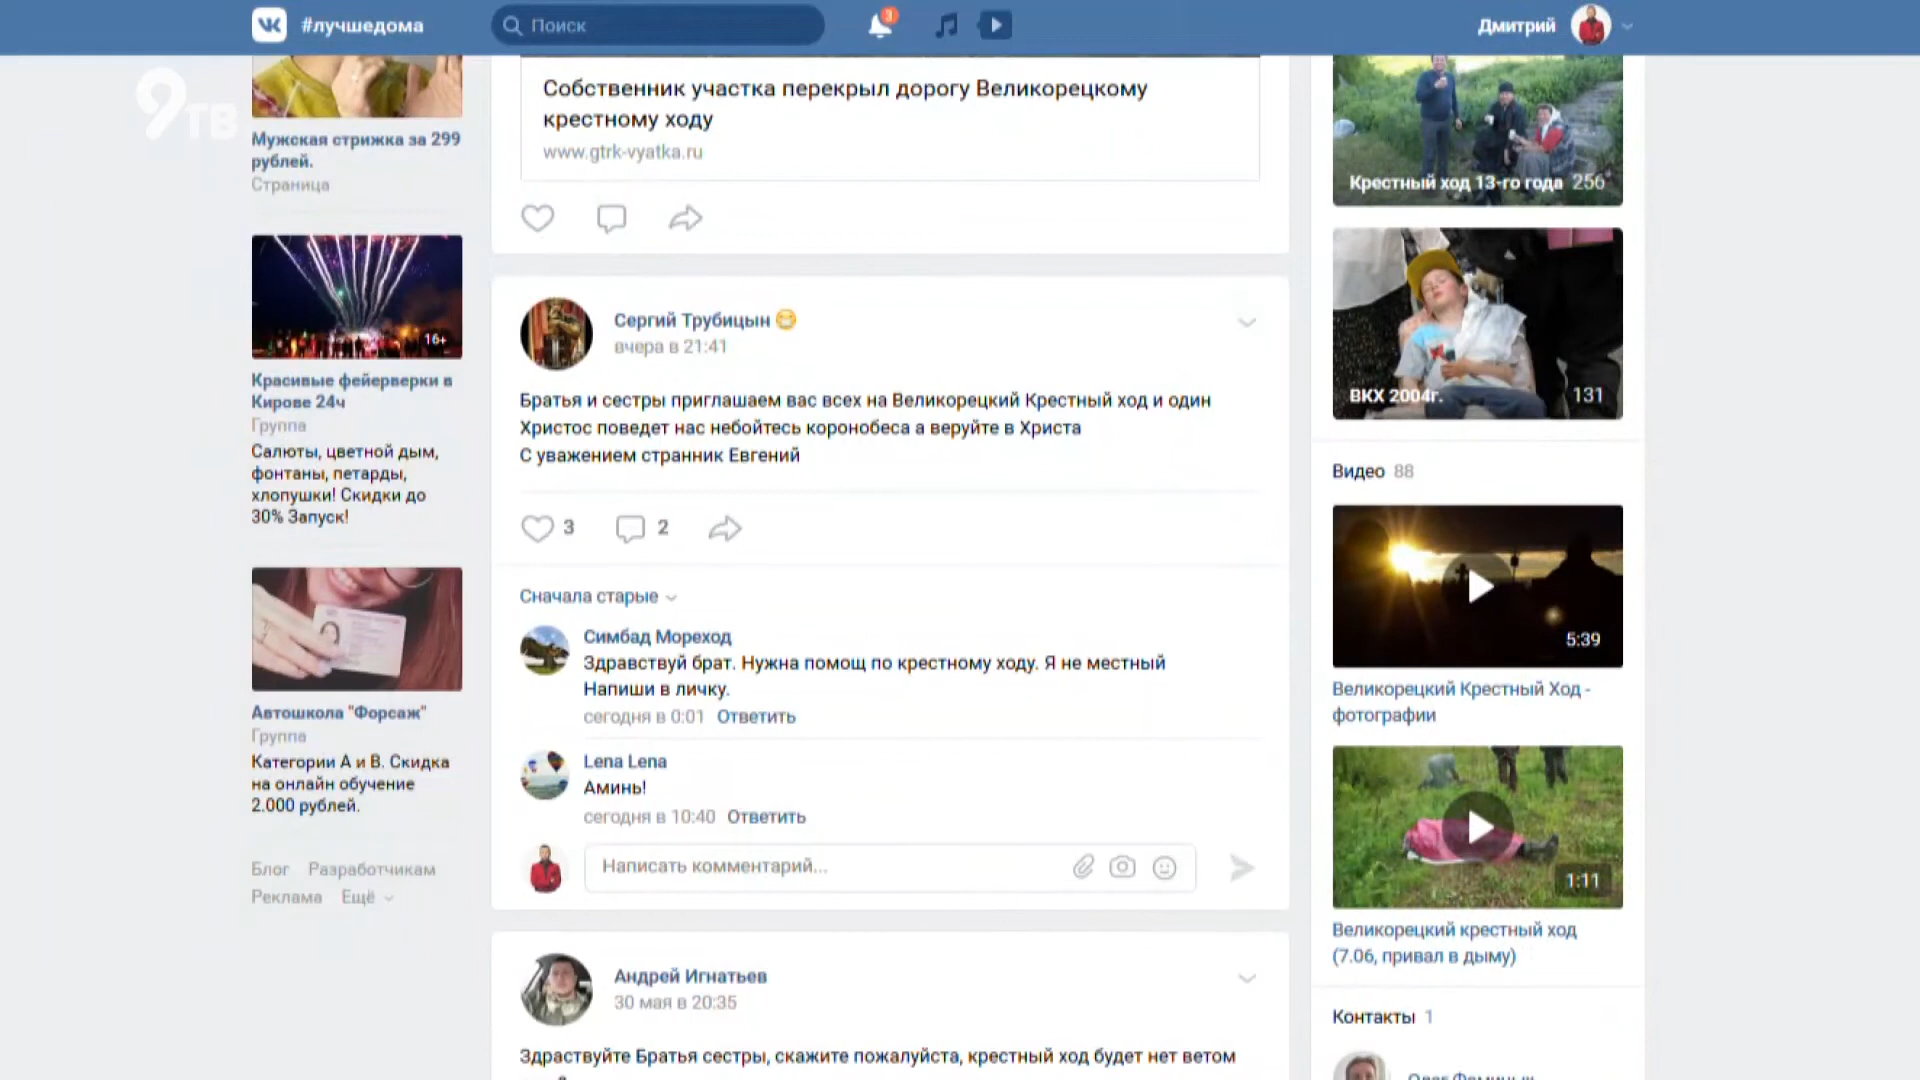 #лучшедома
Поиск
3
Дмитрий
9ТВ
Мужская стрижка за 299
рублей.
Страница
16+
Красивые фейерверки в
Кирове 24ч
Группа
Салюты, цветной дым,
фонтаны, петарды,
хлопушки! Скидки до
30% Запуск!
Автошкола "Форсаж"
Группа
Категории А и В. Скидка
на онлайн обучение
2.000 рублей.
Блог Разработчикам
Реклама Ещё
Собственник участка перекрыл дорогу Великорецкому
крестному ходу
www.gtrk-vyatka.ru
Сергий Трубицын
вчера в 21:41
Братья и сестры приглашаем вас всех на Великорецкий Крестный ход и один
Христос поведет нас небойтесь коронобеса а веруйте в Христа
С уважением странник Евгений
3 2
Сначала старые
Симбад Мореход
Здравствуй брат. Нужна помощ по крестному ходу. Я не местный
Напиши в личку.
сегодня в 0:01 Ответить
Lena Lena
Аминь!
сегодня в 10:40 Ответить
Написать комментарий...
Андрей Игнатьев
30 мая в 20:35
Здраствуйте Братья сестры, скажите пожалуйста, крестный ход будет нет ветом
Крестный ход 13-го года 256
ВКХ 2004г. 131
Видео 88
5:39
Великорецкий Крестный Ход -
фотографии
1:11
Великорецкий крестный ход
(7.06, привал в дыму)
Контакты 1